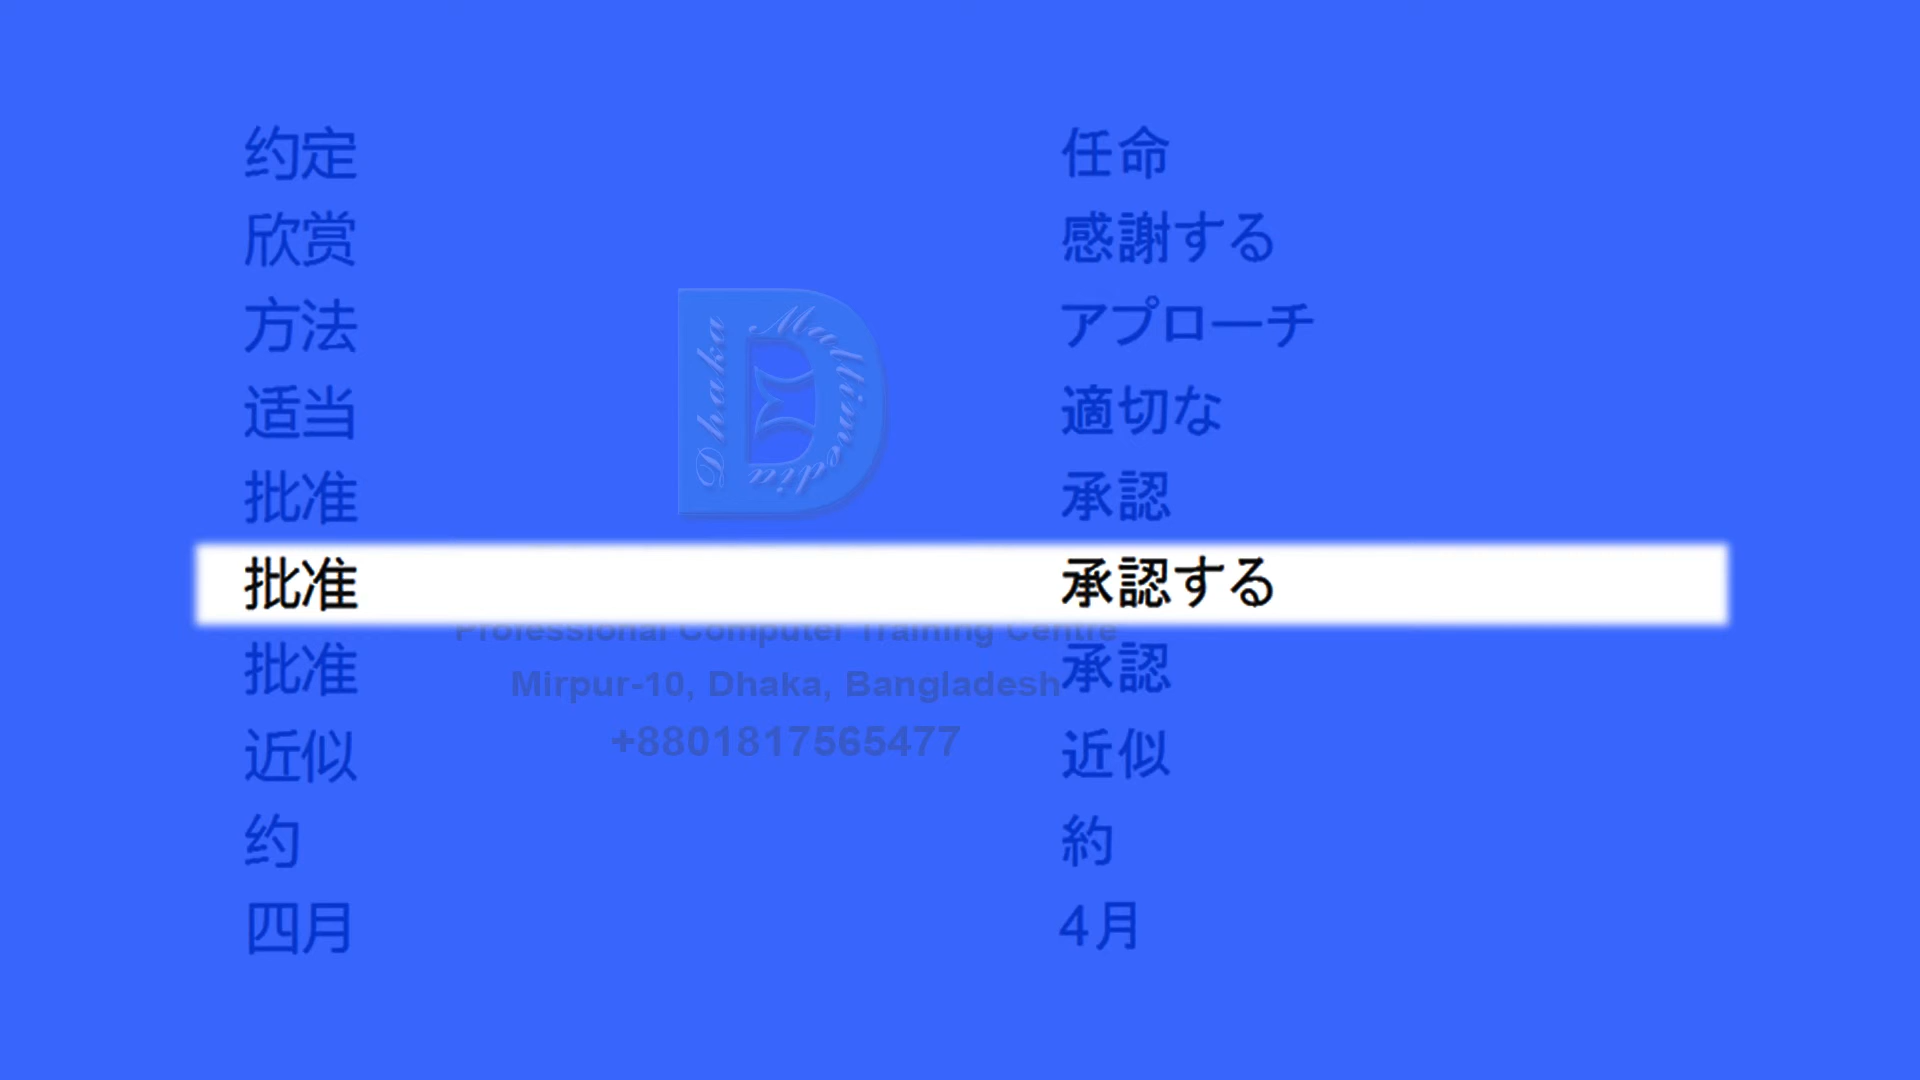 约定 任命
欣赏 感謝する
方法 アプローチ
适当 適切な
批准 承認
批准 承認する
批准 承認
近似 近似
约 約
四月 4月
Dhaka Multimedia
Professional Computer Training Centre
Mirpur-10, Dhaka, Bangladesh
+8801817565477